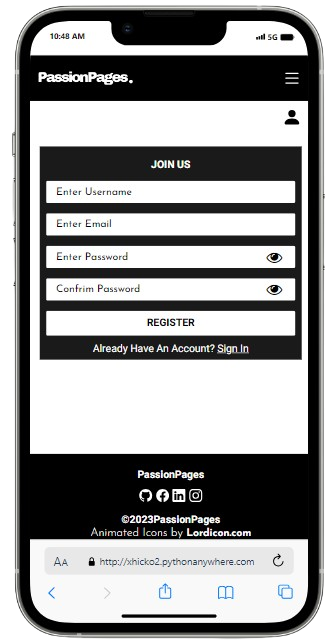 10:48 AM
5G
PassionPages.
JOIN US
Enter Username
Enter Email
Enter Password
Confrim Password
REGISTER
Already Have An Account? Sign In
PassionPages
©2023PassionPages
Animated Icons by Lordicon.com
AA
http://xhicko2.pythonanywhere.com